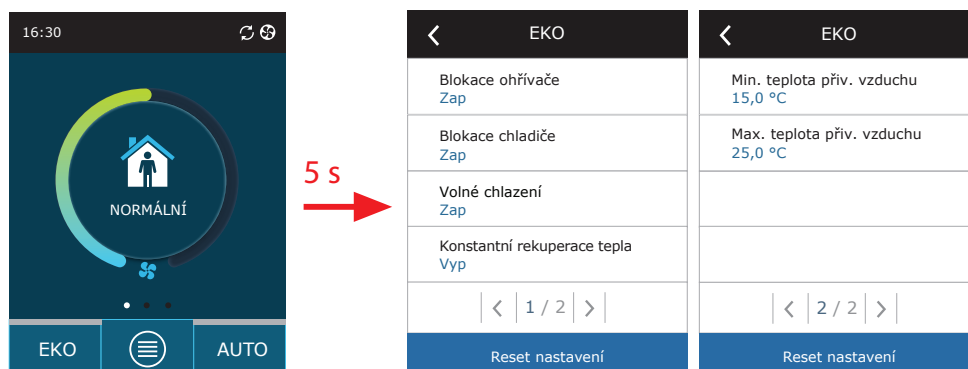 16:30
NORMÁLNÍ
EKO
AUTO
5 s
EKO
Blokace ohřívače
Zap
Blokace chladiče
Zap
Volné chlazení
Zap
Konstantní rekuperace tepla
Vyp
1 / 2
Reset nastavení
EKO
Min. teplota přiv. vzduchu
15,0 °C
Max. teplota přiv. vzduchu
25,0 °C
2 / 2
Reset nastavení